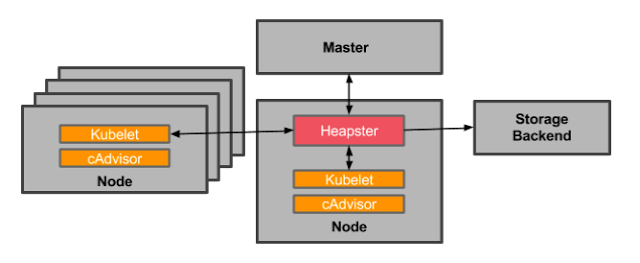 Master
Kubelet
cAdvisor
Node
Heapster
Kubelet
cAdvisor
Node
Storage
Backend